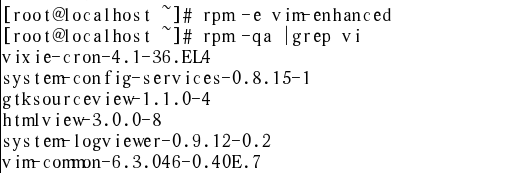 [root@localhost ~]# rpm -e vim-enhanced
[root@localhost ~]# rpm -qa |grep vi
vixie-cron-4.1-36.EL4
system-config-services-0.8.15-1
gtksourceview-1.1.0-4
htmlview-3.0.0-8
system-logviewer-0.9.12-0.2
vim-common-6.3.046-0.40E.7